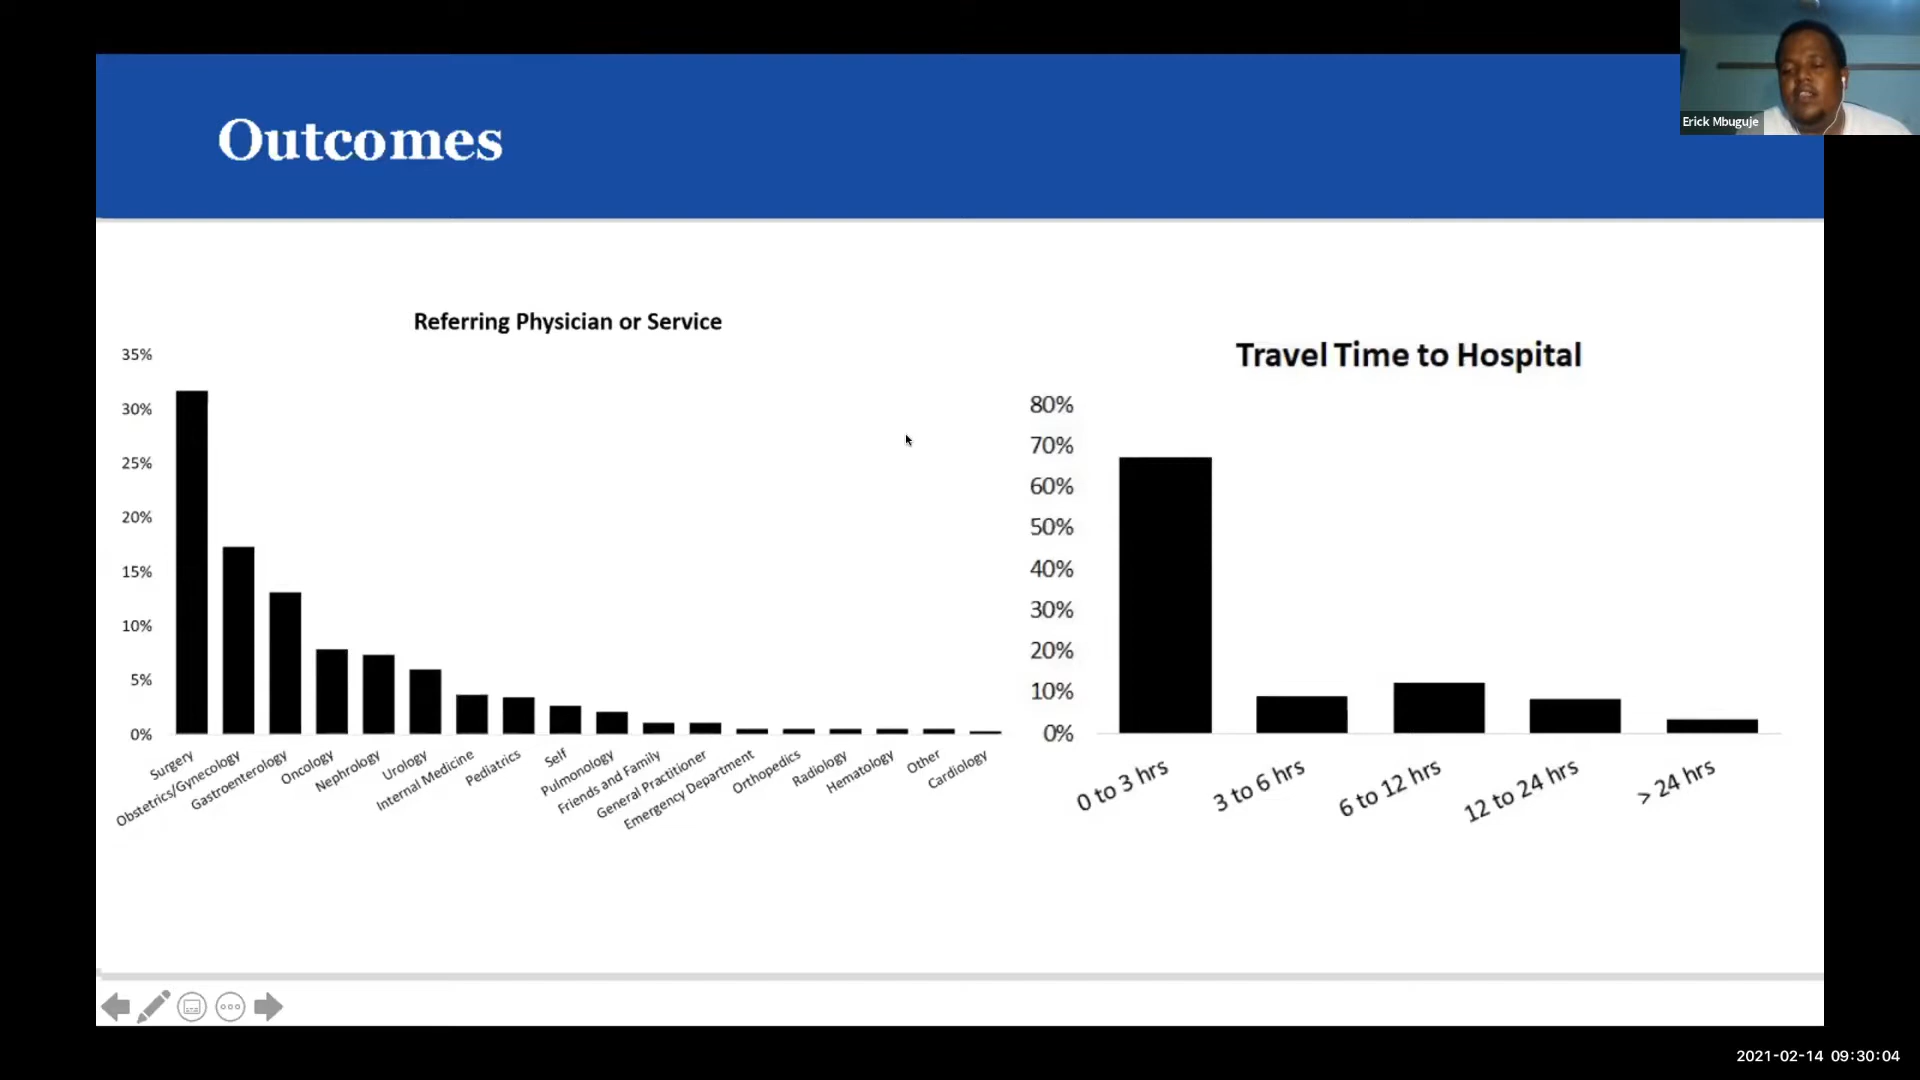 Erick Mbuguje
Outcomes
Referring Physician or Service
35%
30%
25%
20%
15%
10%
5%
0%
Surgery
Obstetrics/Gynecology
Gastroenterology
Oncology
Nephrology
Urology
Internal Medicine
Pediatrics
Self
Pulmonology
Friends and Family
General Practitioner
Emergency Department
Orthopedics
Radiology
Hematology
Other
Cardiology
Travel Time to Hospital
80%
70%
60%
50%
40%
30%
20%
10%
0%
0 to 3 hrs
3 to 6 hrs
6 to 12 hrs
12 to 24 hrs
> 24 hrs
2021-02-14 09:30:04